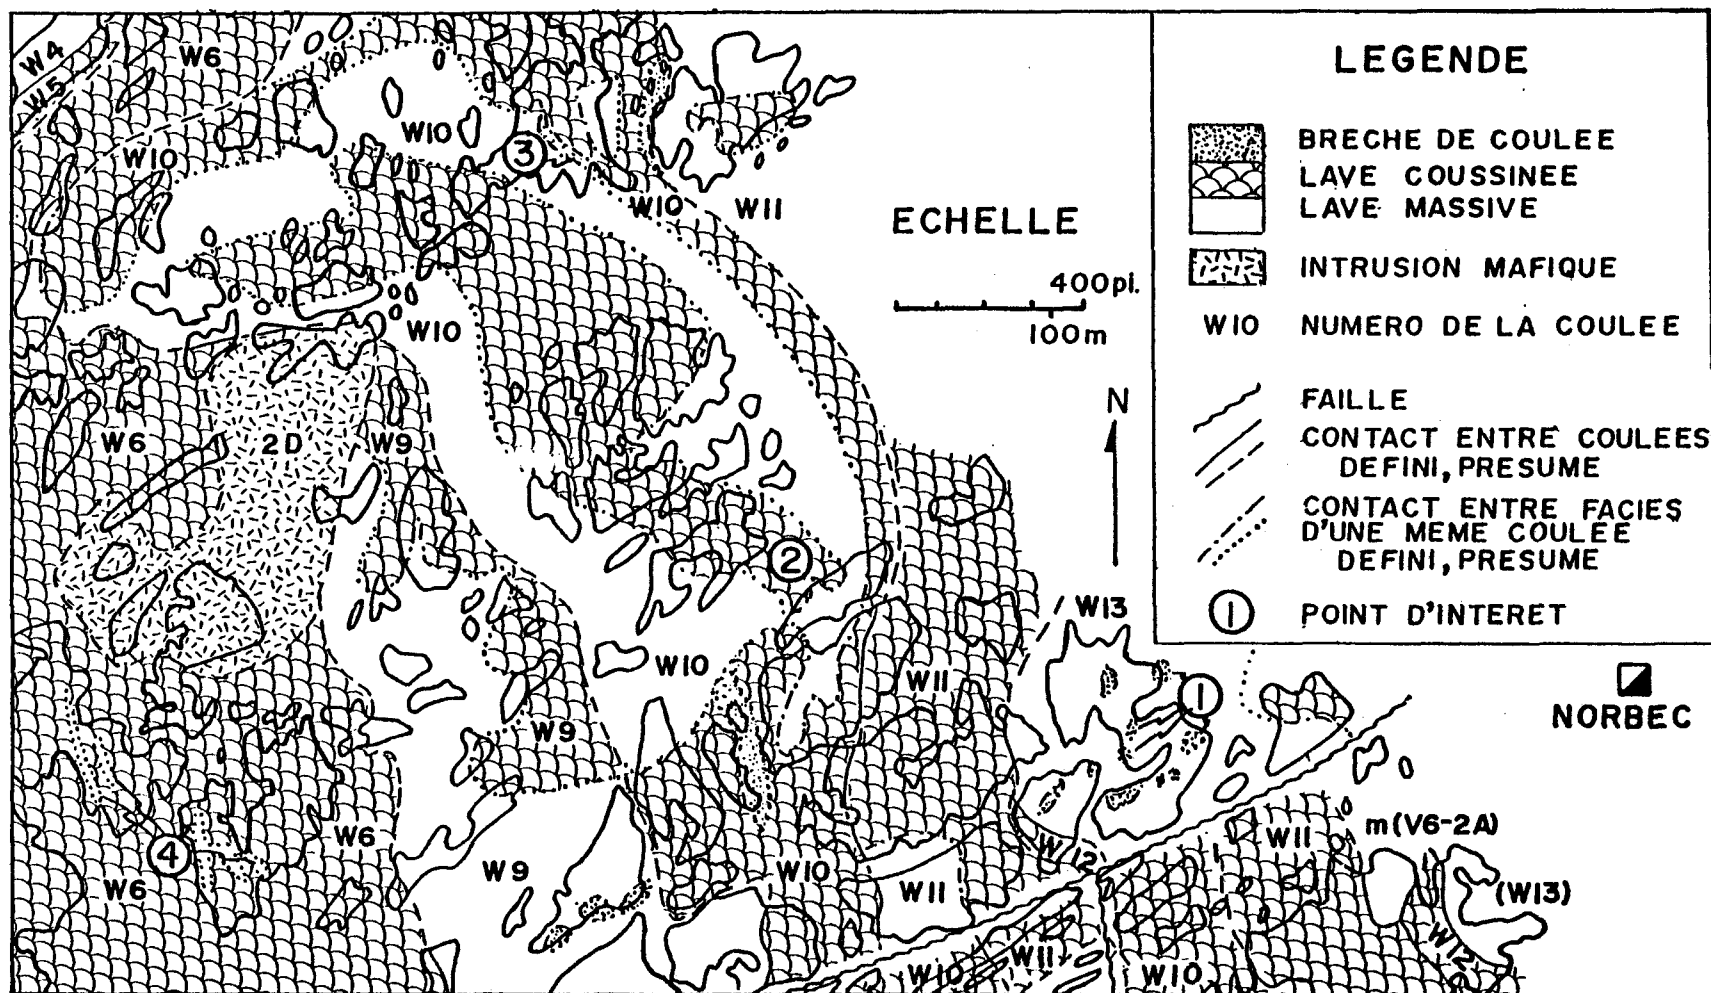 W4
W5
W6
W10
W10
3
W10
W11
W10
W6
2D
W9
2
W10
W9
W11
W13
1
4
W6
W6
W9
W10
W11
W12
W11
m(V6-2A)
(W13)
W12
W10
W11
W10
ECHELLE
400pi.
100m
N
NORBEC
LEGENDE
BRECHE DE COULEE
LAVE COUSSINEE
LAVE MASSIVE
INTRUSION MAFIQUE
W10 NUMERO DE LA COULEE
FAILLE
CONTACT ENTRE COULEES
DEFINI, PRESUME
CONTACT ENTRE FACIES
D'UNE MEME COULEE
DEFINI, PRESUME
1 POINT D'INTERET